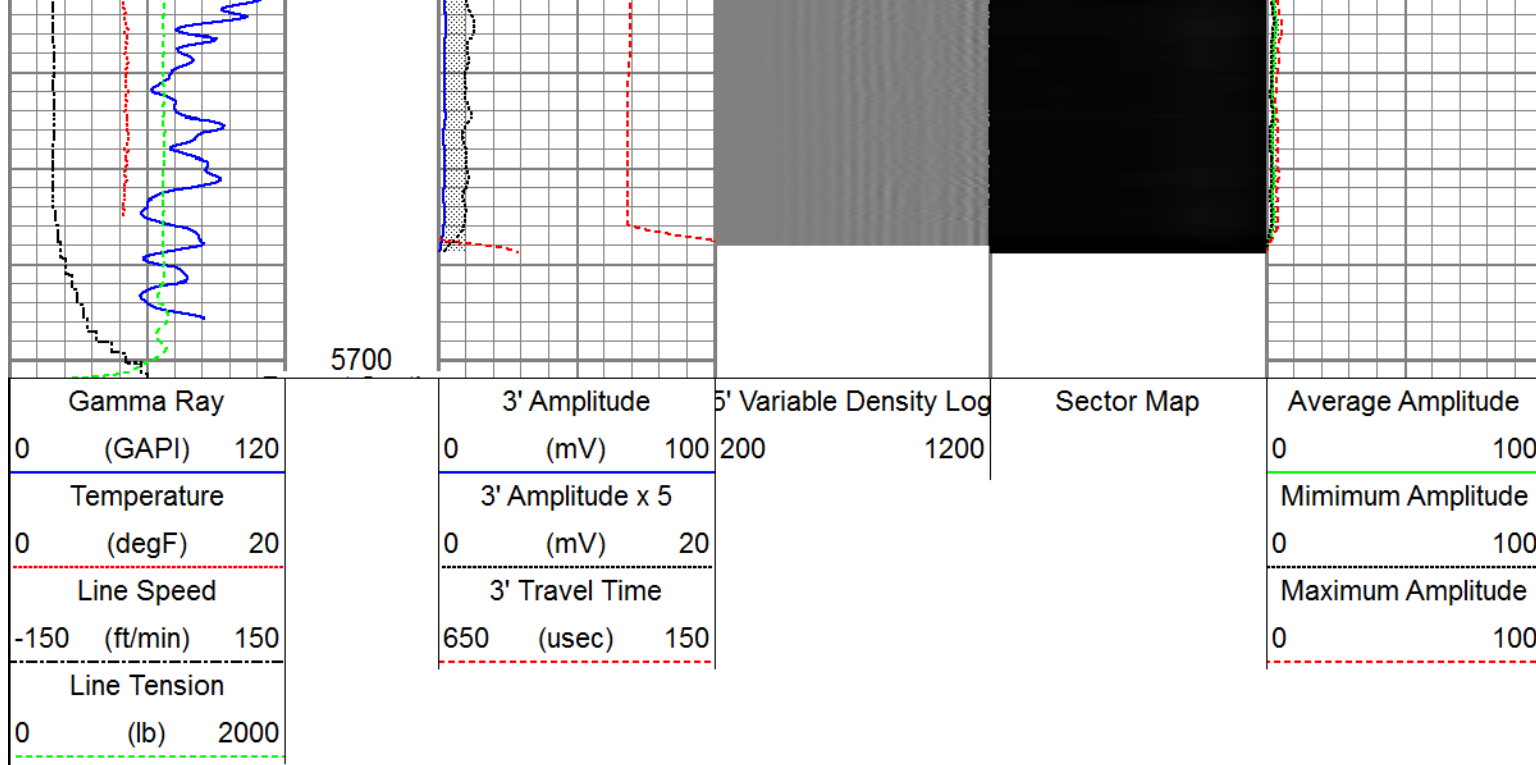 5700
Gamma Ray
0 (GAPI) 120
Temperature
0 (degF) 20
Line Speed
-150 (ft/min) 150
Line Tension
0 (lb) 2000
3' Amplitude
0 (mV) 100
3' Amplitude x 5
0 (mV) 20
3' Travel Time
650 (usec) 150
5' Variable Density Log
200 1200
Sector Map
Average Amplitude
0 100
Mimimum Amplitude
0 100
Maximum Amplitude
0 100